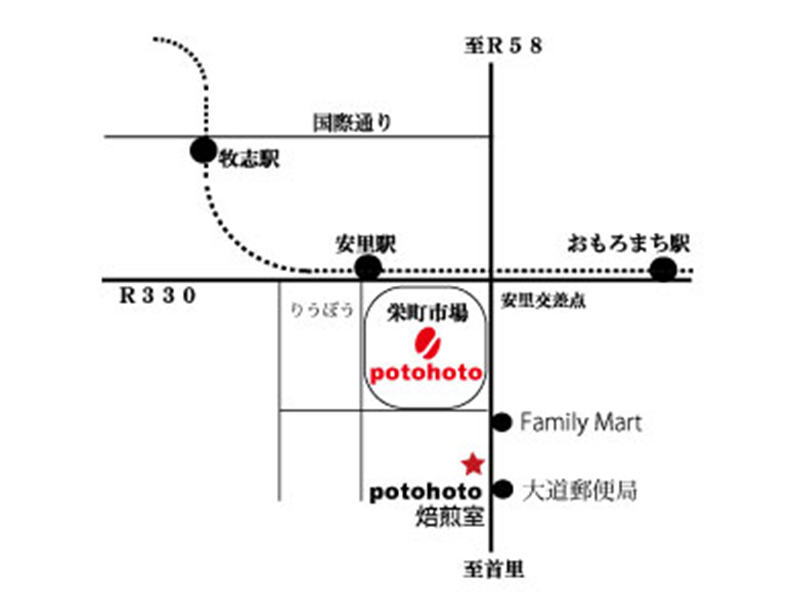 至R58
国際通り
牧志駅
安里駅
おもろまち駅
R330
りうぼう
栄町市場
安里交差点
potohoto
Family Mart
potohoto
焙煎室
大道郵便局
至首里